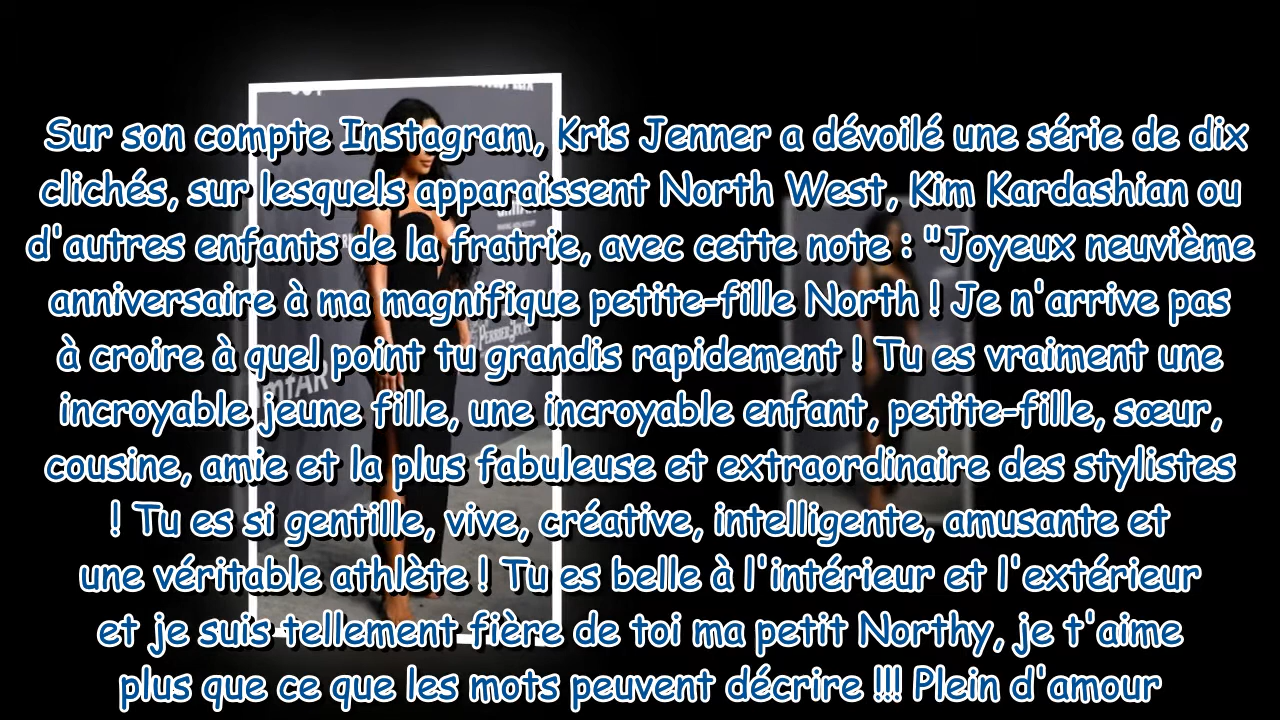 Sur son compte Instagram, Kris Jenner a dévoilé une série de dix
clichés, sur lesquels apparaissent North West, Kim Kardashian ou
d'autres enfants de la fratrie, avec cette note : "Joyeux neuvième
anniversaire à ma magnifique petite-fille North ! Je n'arrive pas
à croire à quel point tu grandis rapidement ! Tu es vraiment une
incroyable jeune fille, une incroyable enfant, petite-fille, sœur,
cousine, amie et la plus fabuleuse et extraordinaire des stylistes
! Tu es si gentille, vive, créative, intelligente, amusante et
une véritable athlète ! Tu es belle à l'intérieur et l'extérieur
et je suis tellement fière de toi ma petit Northy, je t'aime
plus que ce que les mots peuvent décrire !!! Plein d'amour
amfAR